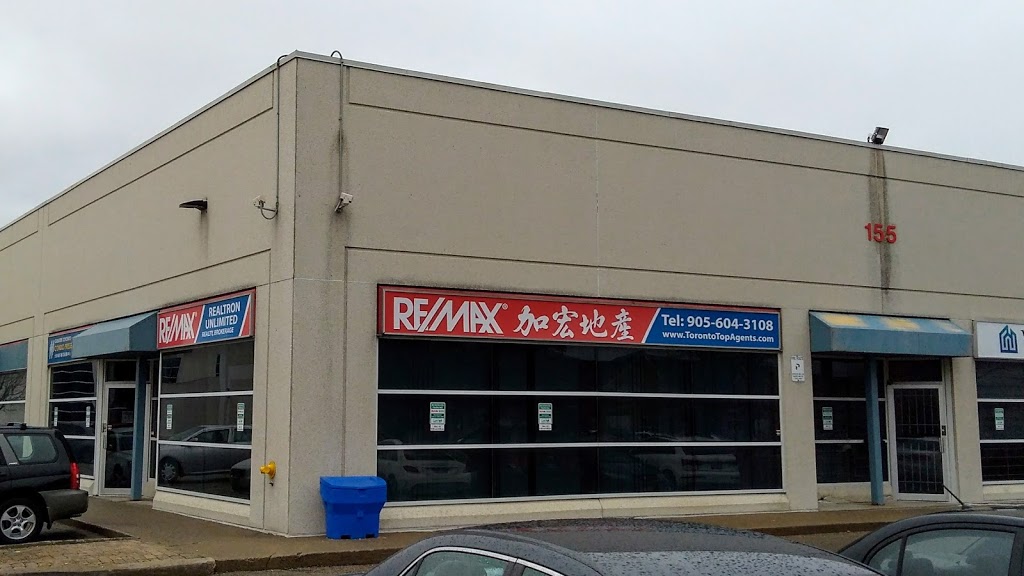 RE/MAX
REALTRON
UNLIMITED
REALTY BROKERAGE
RE/MAX® 加宏地產
Tel: 905-604-3108
www.TorontoTopAgents.com
155